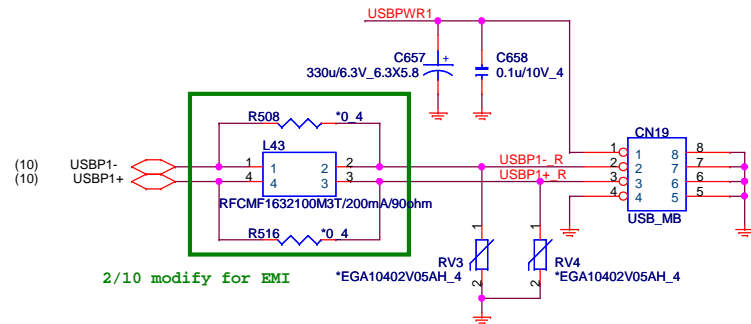 USBPWR1
C657
+
330u/6.3V_6.3X5.8
C658
0.1u/10V_4
R508
*0_4
L43
CN19
(10) USBP1- 1 1 2 2 USBP1-_R
(10) USBP1+ 4 4 3 3 USBP1+_R
RFCMF1632100M3T/200mA/90ohm
R516
*0_4
1 1 8 8
2 2 7 7
3 3 6 6
4 4 5 5
USB_MB
2/10 modify for EMI
1
RV3
2
*EGA10402V05AH_4
1
RV4
2
*EGA10402V05AH_4